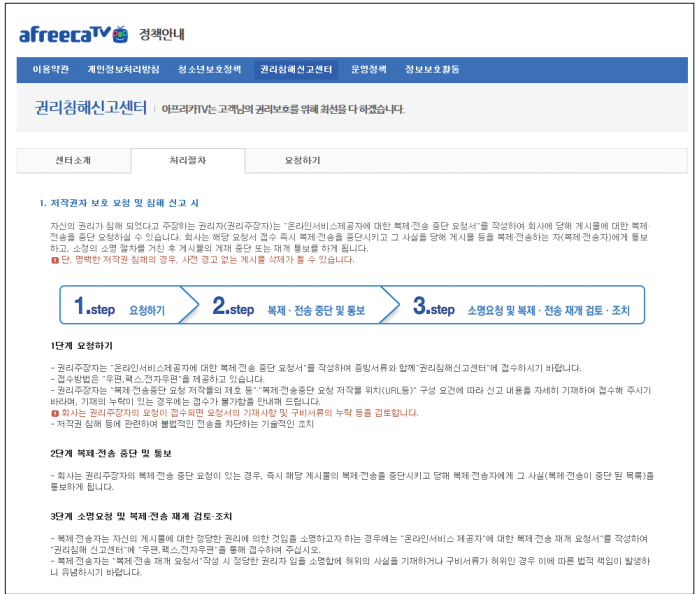 afreecaTV 정책안내
이용약관 개인정보처리방침 청소년보호정책 권리침해신고센터 운영정책 정보보호활동
권리침해신고센터 아프리카TV는 고객님의 권리보호를 위해 최선을 다 하겠습니다.
센터소개 처리절차 요청하기
1. 저작권자 보호 요청 및 침해 신고 시
자신의 권리가 침해 되었다고 주장하는 권리자(권리주장자)는 "온라인서비스제공자에 대한 복제·전송 중단 요청서"를 작성하여 회사에 당해 게시물에 대한 복제·
전송을 중단 요청하실 수 있습니다. 회사는 해당 요청서 접수 즉시 복제·전송을 중단시키고 그 사실을 당해 게시물 등을 복제·전송하는 자(복제·전송자)에게 통보
하고, 소정의 소명 절차를 거친 후 게시물의 게재 중단 또는 재개 통보를 하게 됩니다.
단, 명백한 저작권 침해의 경우, 사전 경고 없는 게시물 삭제가 될 수 있습니다.
1.step 요청하기 2.step 복제 · 전송 중단 및 통보 3.step 소명요청 및 복제 · 전송 재개 검토 · 조치
1단계 요청하기
- 권리주장자는 "온라인서비스제공자에 대한 복제·전송 중단 요청서"를 작성하여 증빙서류와 함께"권리침해신고센터"에 접수하시기 바랍니다.
- 접수방법은 "우편,팩스,전자우편"을 제공하고 있습니다.
- 권리주장자는 "복제·전송중단 요청 저작물의 제호 등"·"복제·전송중단 요청 저작물 위치(URL등)" 구성 요건에 따라 신고 내용을 자세히 기재하여 접수해 주시기
바라며, 기재의 누락이 있는 경우에는 접수가 불가함을 안내해 드립니다.
회사는 권리주장자의 요청이 접수되면 요청서의 기재사항 및 구비서류의 누락 등을 검토합니다.
- 저작권 침해 등에 관련하여 불법적인 전송을 차단하는 기술적인 조치
2단계 복제·전송 중단 및 통보
- 회사는 권리주장자의 복제·전송 중단 요청이 있는 경우, 즉시 해당 게시물의 복제·전송을 중단시키고 당해 복제·전송자에게 그 사실(복제·전송이 중단 된 목록)을
통보하게 됩니다.
3단계 소명요청 및 복제·전송 재개 검토·조치
- 복제·전송자는 자신의 게시물에 대한 정당한 권리에 의한 것임을 소명하고자 하는 경우에는 "온라인서비스 제공자"에 대한 복제·전송 재개 요청서"를 작성하여
"권리침해 신고센터"에 "우편,팩스,전자우편"을 통해 접수하여 주십시오.
- 복제·전송자는 "복제·전송 재개 요청서"작성 시 정당한 권리자 임을 소명함에 허위의 사실을 기재하거나 구비서류가 허위인 경우 이에 따른 법적 책임이 발생하
니 유념하시기 바랍니다.